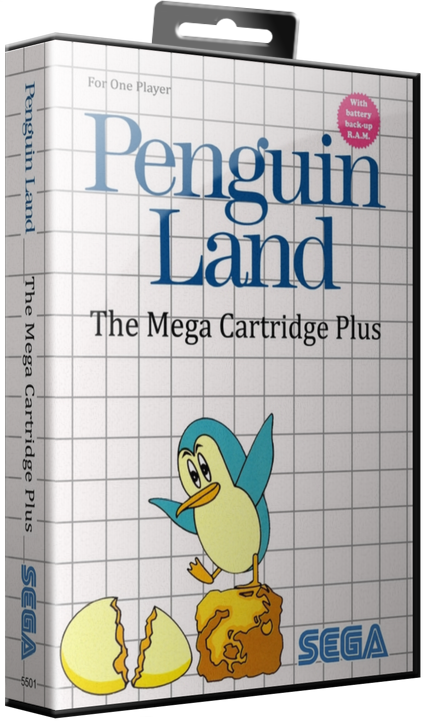 For One Player
With
battery
back-up
R.A.M.
Penguin
Land
The Mega Cartridge Plus
SEGA
Penguin Land
The Mega Cartridge Plus
SEGA
5501